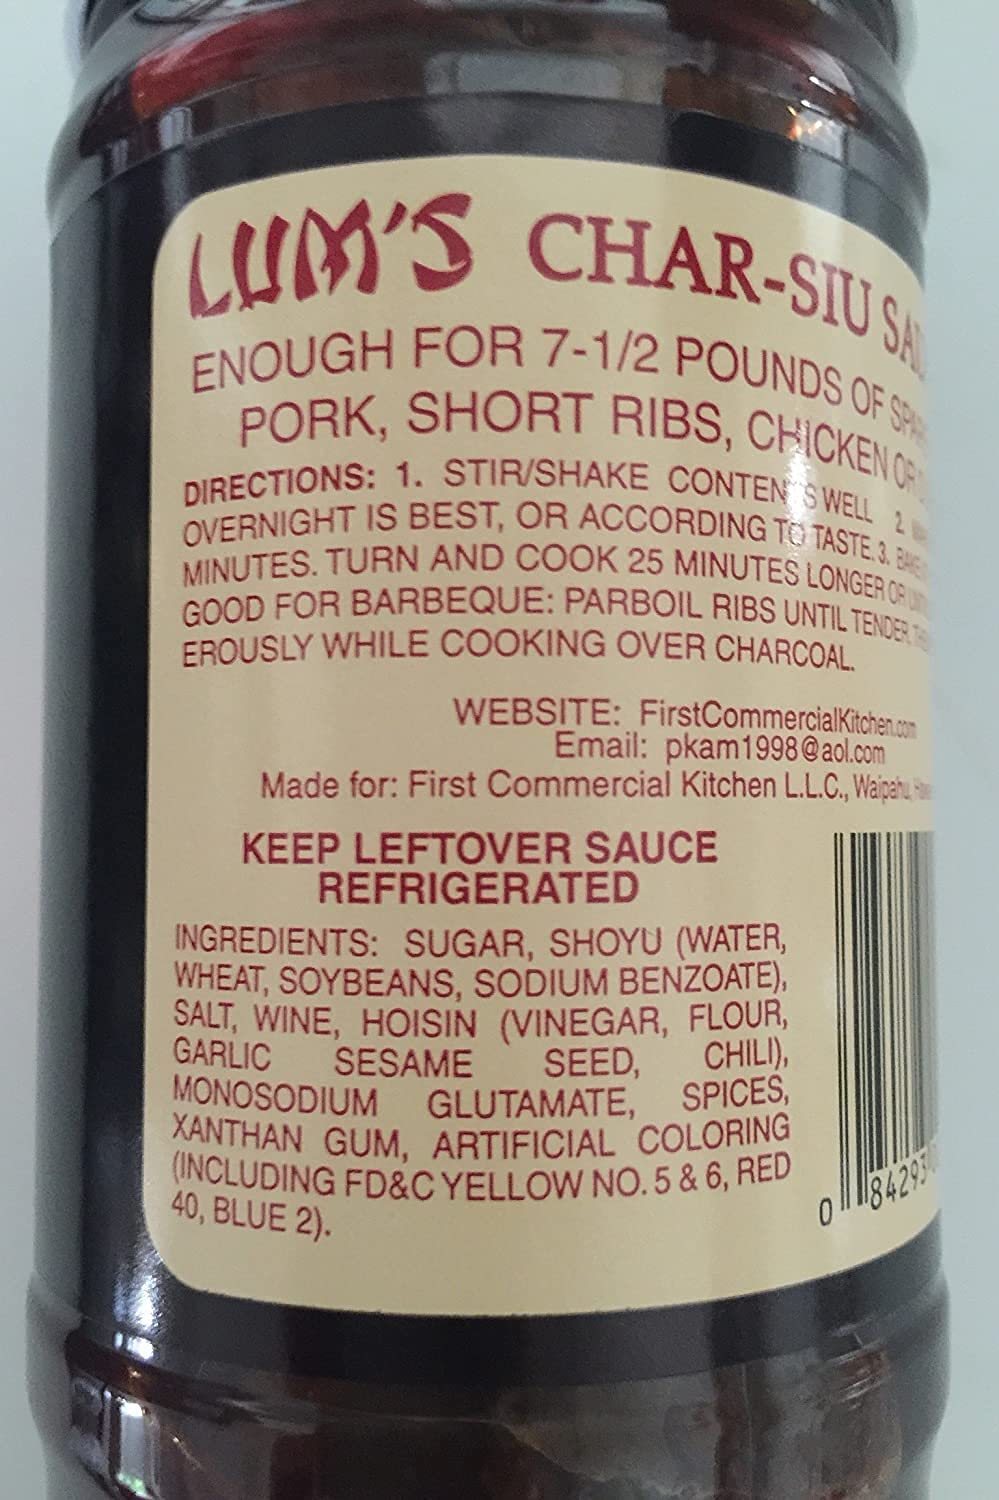 LUM'S CHAR-SIU
ENOUGH FOR 7-1/2 POUNDS OF
PORK, SHORT RIBS, CHICKEN OR
DIRECTIONS: 1. STIR/SHAKE CONTENTS WELL 2.
OVERNIGHT IS BEST, OR ACCORDING TO TASTE. 3. BAKE
MINUTES. TURN AND COOK 25 MINUTES LONGER OR
GOOD FOR BARBEQUE: PARBOIL RIBS UNTIL TENDER.
EROUSLY WHILE COOKING OVER CHARCOAL.
WEBSITE: FirstCommercialKitchen.com
Email: pkam1998@aol.com
Made for: First Commercial Kitchen L.L.C., Waipahu,
KEEP LEFTOVER SAUCE
REFRIGERATED
INGREDIENTS: SUGAR, SHOYU (WATER,
WHEAT, SOYBEANS, SODIUM BENZOATE),
SALT, WINE, HOISIN (VINEGAR, FLOUR,
GARLIC SESAME SEED, CHILI),
MONOSODIUM GLUTAMATE, SPICES,
XANTHAN GUM, ARTIFICIAL COLORING
(INCLUDING FD&C YELLOW NO. 5 & 6, RED
40, BLUE 2).
0 84293